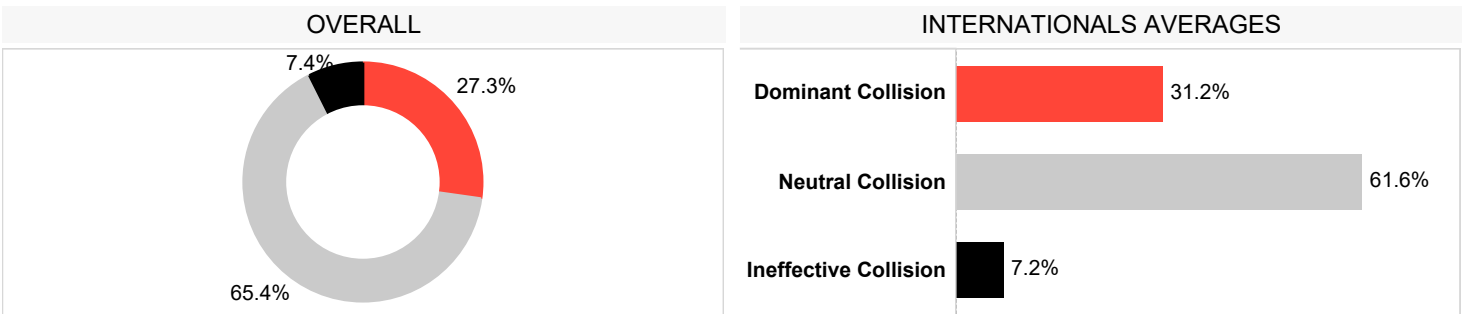 OVERALL
7.4%
27.3%
65.4%
INTERNATIONALS AVERAGES
Dominant Collision 31.2%
Neutral Collision 61.6%
Ineffective Collision 7.2%